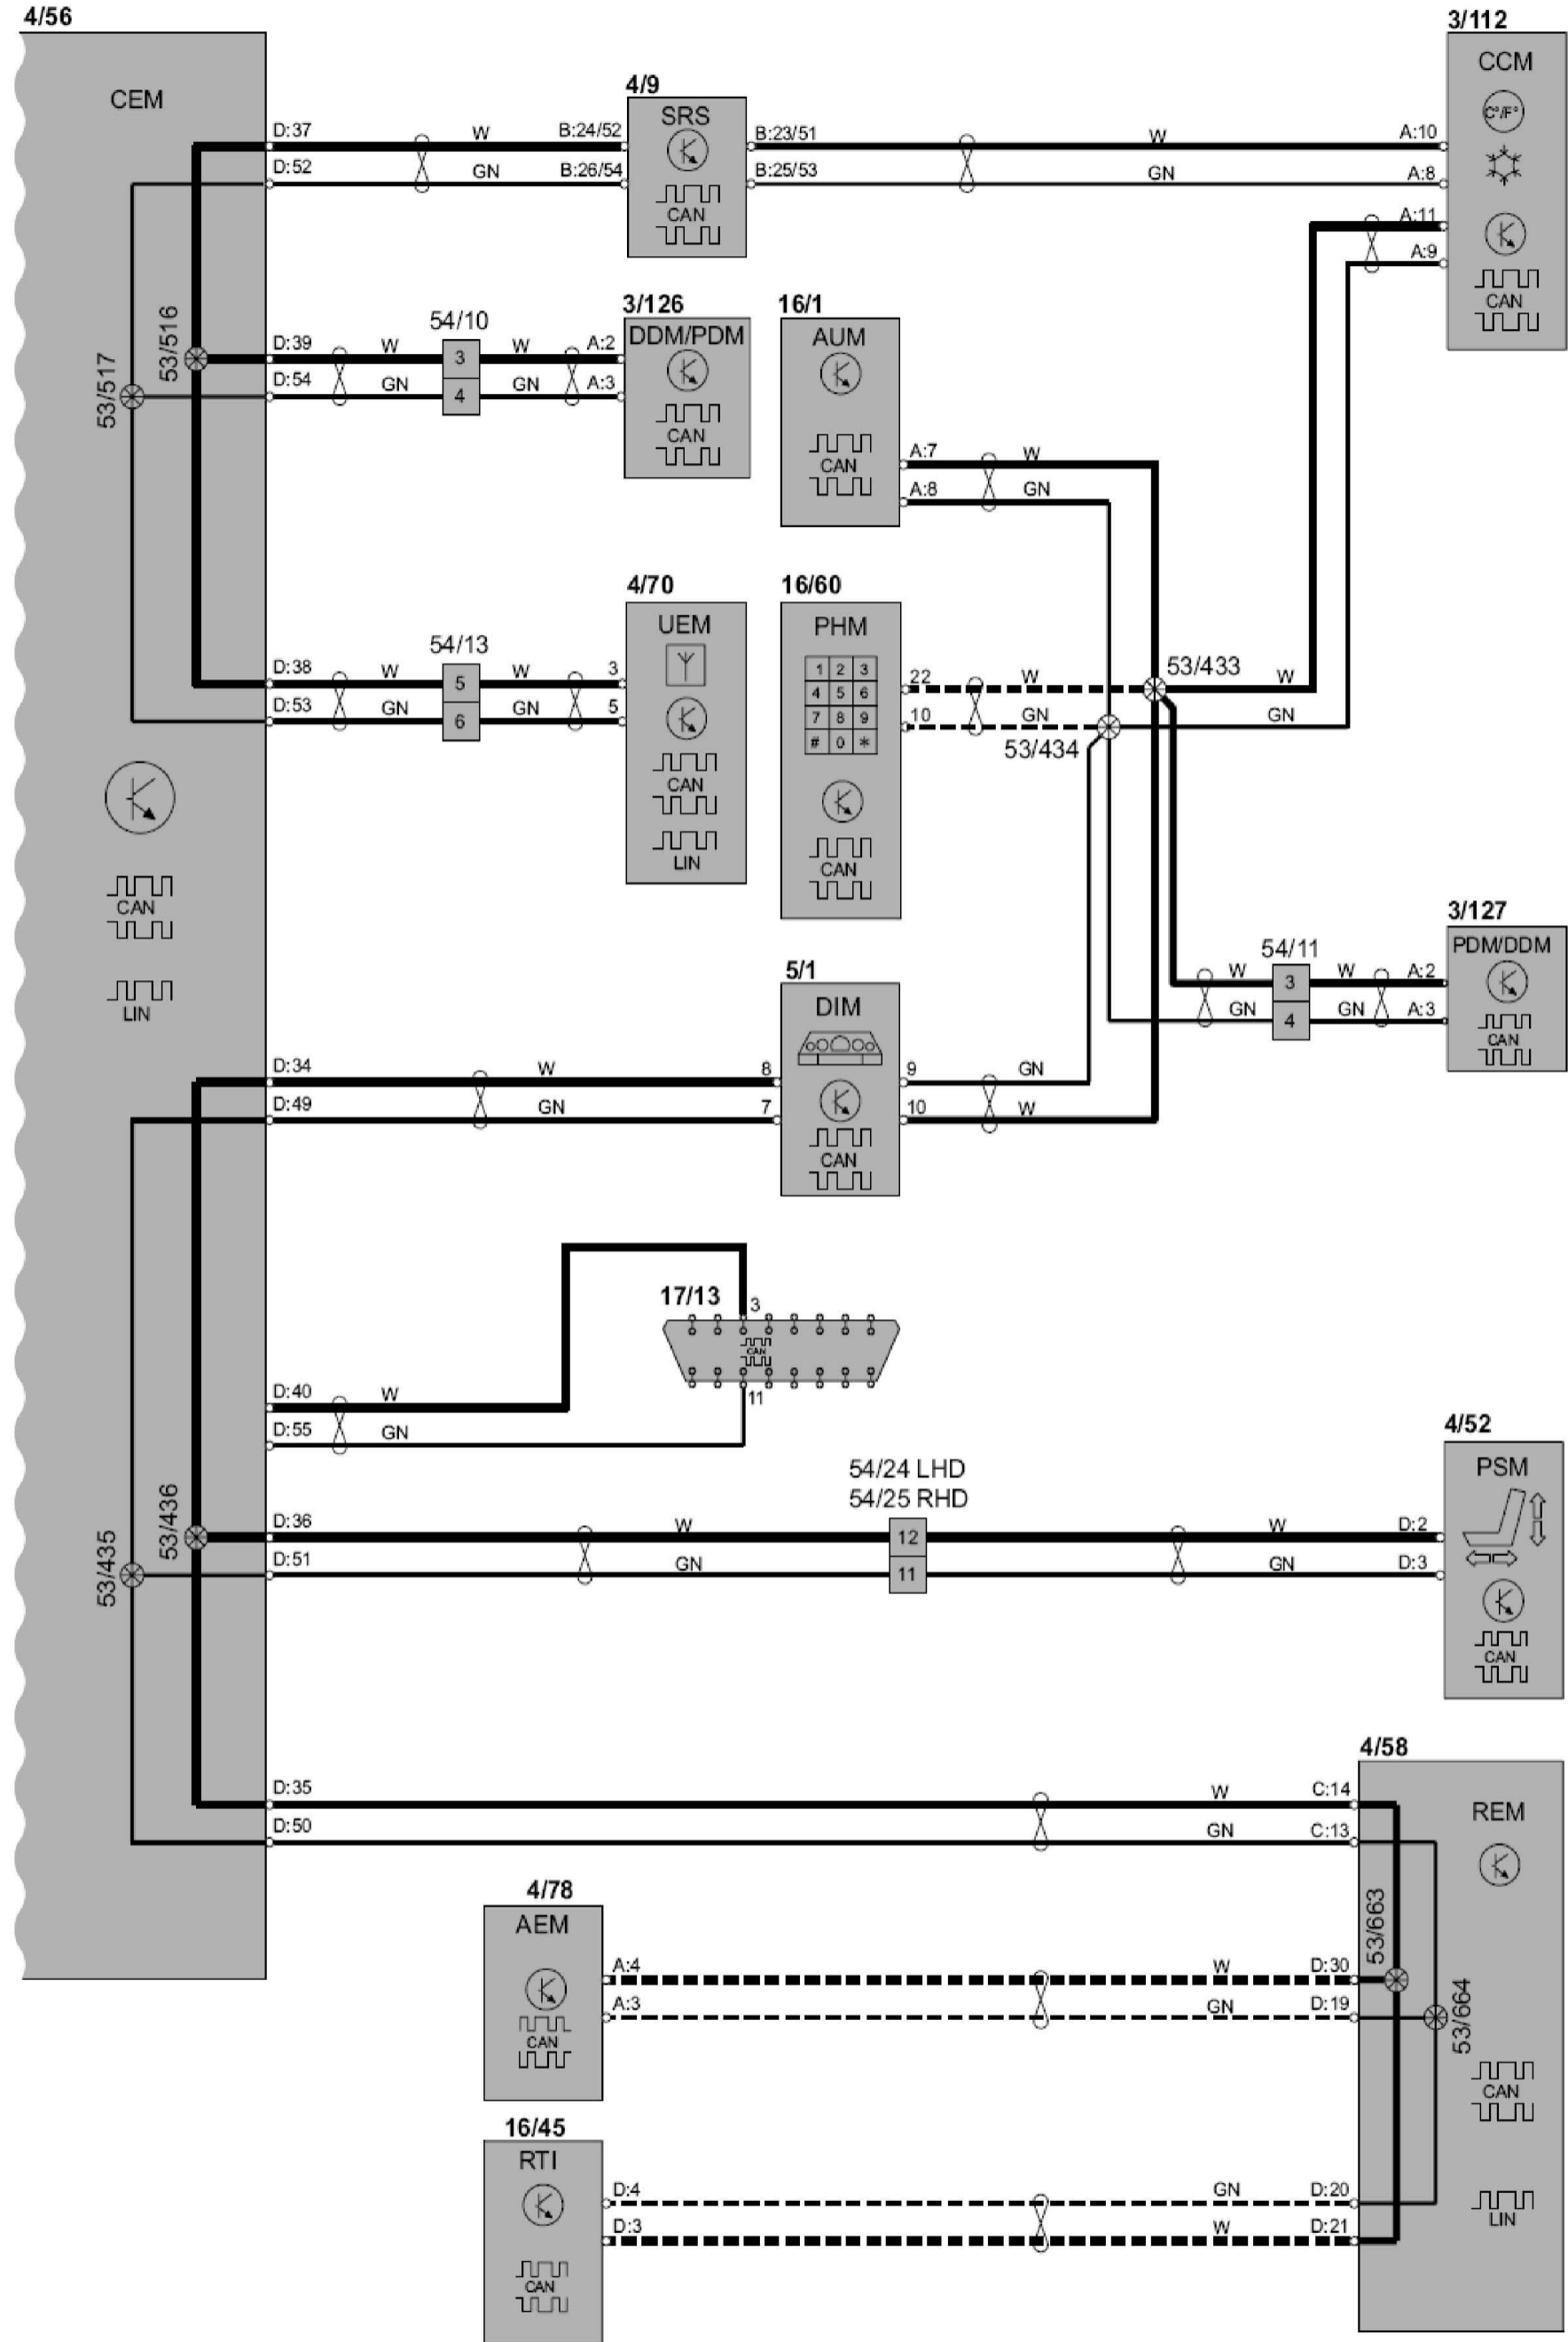 4/56
CEM
53/516
53/517
CAN
LIN
53/436
53/435
D:37
W
B:24/52
D:52
GN
B:26/54
4/9
SRS
CAN
B:23/51
W
A:10
B:25/53
GN
A:8
3/112
CCM
C°/F°
A:11
A:9
CAN
D:39
W
54/10
3
W
A:2
D:54
GN
4
GN
A:3
3/126
DDM/PDM
CAN
16/1
AUM
CAN
A:7
W
A:8
GN
D:38
W
54/13
5
W
3
D:53
GN
6
GN
5
4/70
UEM
CAN
LIN
16/60
PHM
1 2 3
4 5 6
7 8 9
# 0 *
CAN
22
W
53/433
W
10
GN
53/434
GN
3/127
PDM/DDM
CAN
54/11
W
3
W
A:2
GN
4
GN
A:3
5/1
DIM
CAN
D:34
W
8
D:49
GN
7
9
GN
10
W
17/13
3
CAN
11
D:40
W
D:55
GN
54/24 LHD
54/25 RHD
D:36
W
12
W
D:2
D:51
GN
11
GN
D:3
4/52
PSM
CAN
D:35
W
C:14
D:50
GN
C:13
4/58
REM
53/663
53/664
CAN
LIN
4/78
AEM
CAN
A:4
W
D:30
A:3
GN
D:19
16/45
RTI
CAN
D:4
GN
D:20
D:3
W
D:21